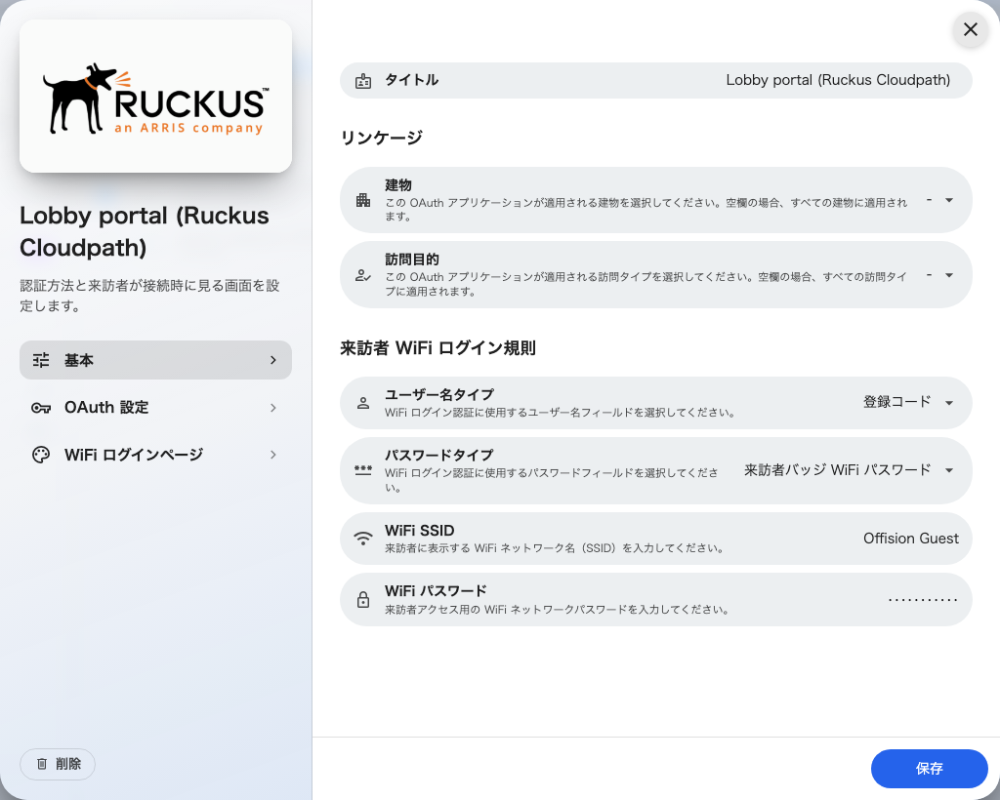 RUCKUS™
an ARRIS company
Lobby portal (Ruckus
Cloudpath)
認証方法と来訪者が接続時に見る画面を設
定します。
基本
OAuth 設定
WiFi ログインページ
削除
タイトル
Lobby portal (Ruckus Cloudpath)
リンケージ
建物
この OAuth アプリケーションが適用される建物を選択してください。空欄の場合、すべての建物に適用され
ます。
-
訪問目的
この OAuth アプリケーションが適用される訪問タイプを選択してください。空欄の場合、すべての訪問タイ
プに適用されます。
-
来訪者 WiFi ログイン規則
ユーザー名タイプ
WiFi ログイン認証に使用するユーザー名フィールドを選択してください。
登録コード
パスワードタイプ
WiFi ログイン認証に使用するパスワードフィールドを選択してくださ
い。
来訪者バッジ WiFi パスワード
WiFi SSID
来訪者に表示する WiFi ネットワーク名（SSID）を入力してください。
Offision Guest
WiFi パスワード
来訪者アクセス用の WiFi ネットワークパスワードを入力してください。
···········
保存